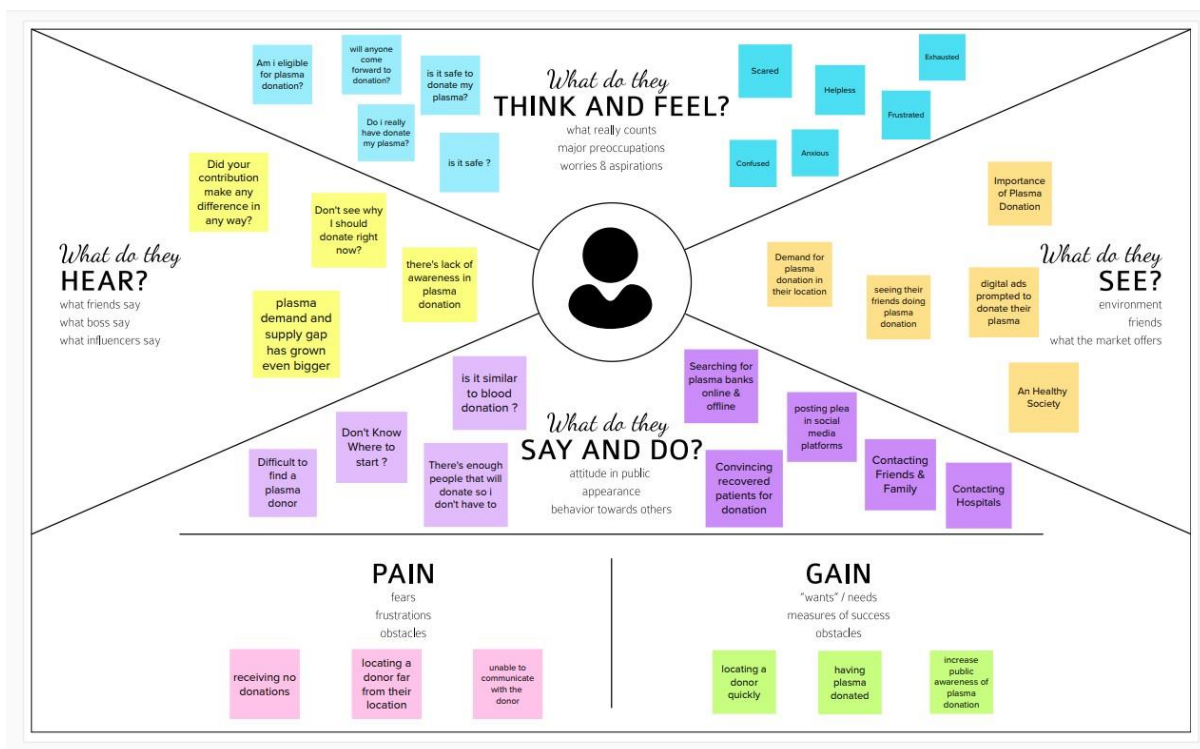 What do they
THINK AND FEEL?
what really counts
major preoccupations
worries & aspirations
Am i eligible
for plasma
donation?
will anyone
come
forward to
donation?
is it safe to
donate my
plasma?
Do i really
have donate
my plasma?
is it safe ?
Scared
Helpless
Exhausted
Frustrated
Anxious
Confused
What do they
HEAR?
what friends say
what boss say
what influencers say
Did your
contribution
make any
difference in
any way?
Don't see why
I should
donate right
now?
there's lack of
awareness in
plasma
donation
plasma
demand and
supply gap
has grown
even bigger
What do they
SEE?
environment
friends
what the market offers
Importance
of Plasma
Donation
Demand for
plasma
donation in
their location
seeing their
friends doing
plasma
donation
digital ads
prompted to
donate their
plasma
An Healthy
Society
What do they
SAY AND DO?
attitude in public
appearance
behavior towards others
is it similar
to blood
donation ?
Don't Know
Where to
start ?
Difficult to
find a
plasma
donor
There's enough
people that will
donate so i
don't have to
Searching for
plasma banks
online &
offline
posting plea
in social
media
platforms
Convincing
recovered
patients for
donation
Contacting
Friends &
Family
Contacting
Hospitals
PAIN
fears
frustrations
obstacles
receiving no
donations
locating a
donor far
from their
location
unable to
communicate
with the
donor
GAIN
"wants" / needs
measures of success
obstacles
locating a
donor
quickly
having
plasma
donated
increase
public
awareness of
plasma
donation